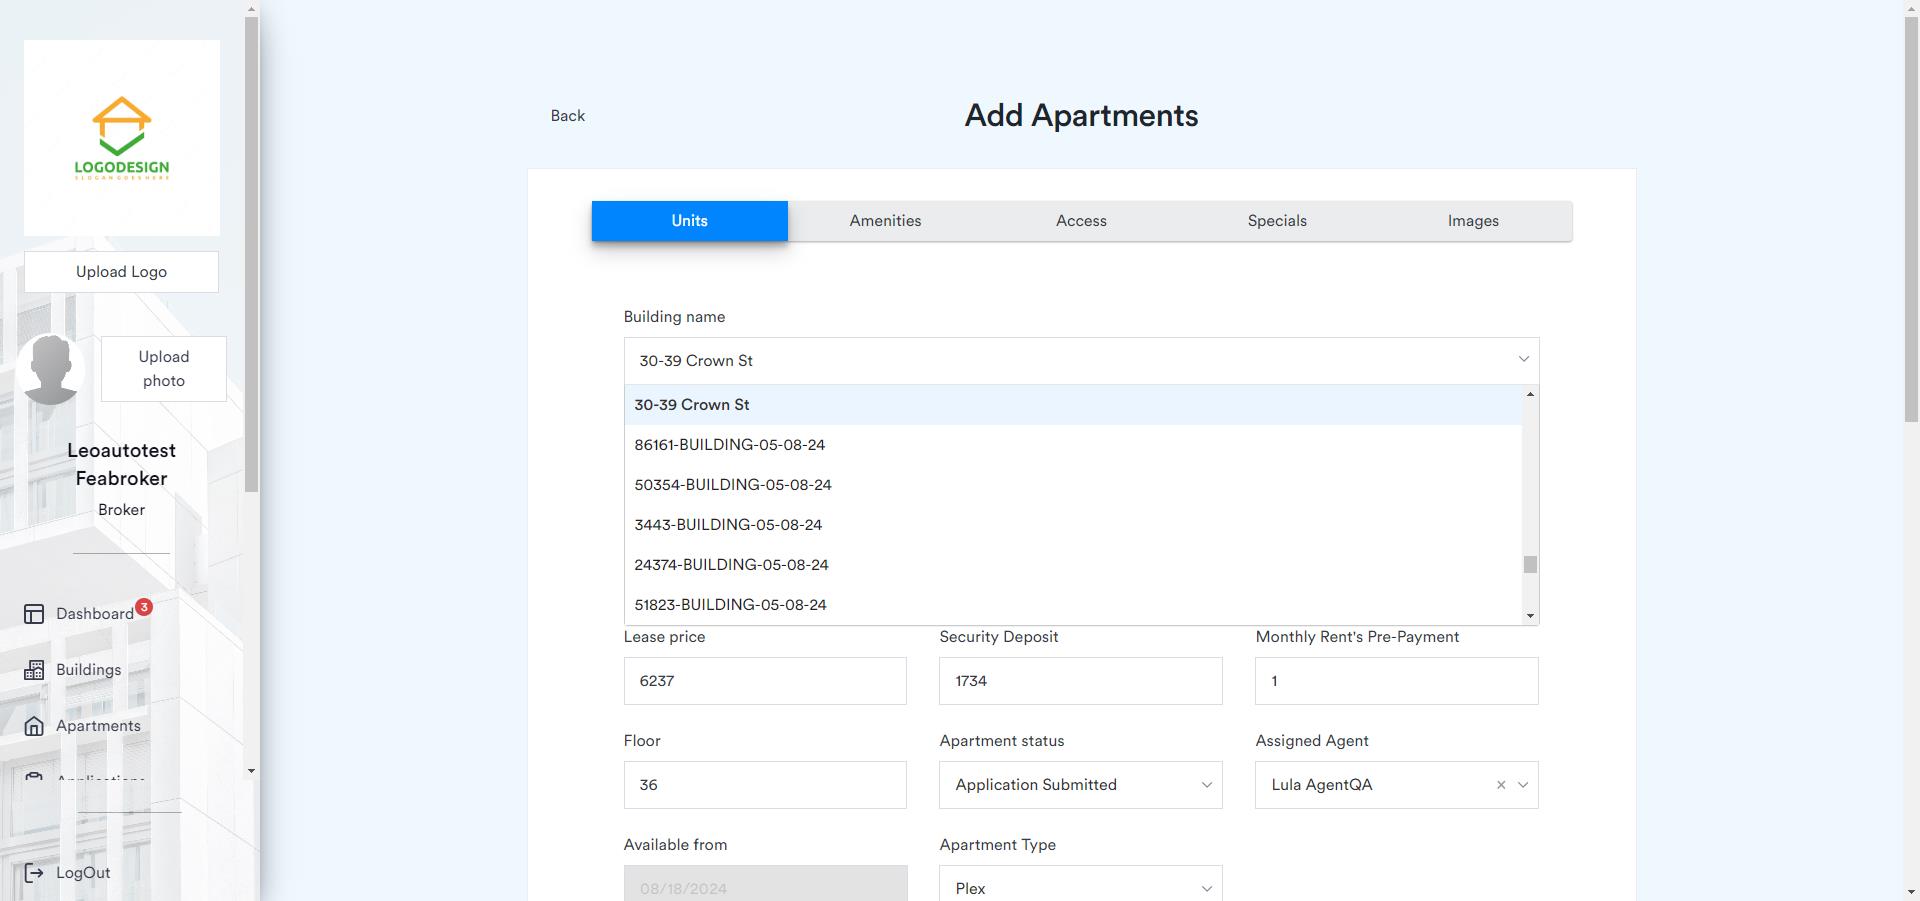 LOGODESIGN
SLOGANGOESHERE
Upload Logo
Upload
photo
Leoautotest
Feabroker
Broker
Dashboard 3
Buildings
Apartments
Applications
LogOut
Back
Add Apartments
Units
Amenities
Access
Specials
Images
Building name
30-39 Crown St
30-39 Crown St
86161-BUILDING-05-08-24
50354-BUILDING-05-08-24
3443-BUILDING-05-08-24
24374-BUILDING-05-08-24
51823-BUILDING-05-08-24
Lease price
Security Deposit
Monthly Rent's Pre-Payment
6237
1734
1
Floor
Apartment status
Assigned Agent
36
Application Submitted
Lula AgentQA
Available from
Apartment Type
08/18/2024
Plex